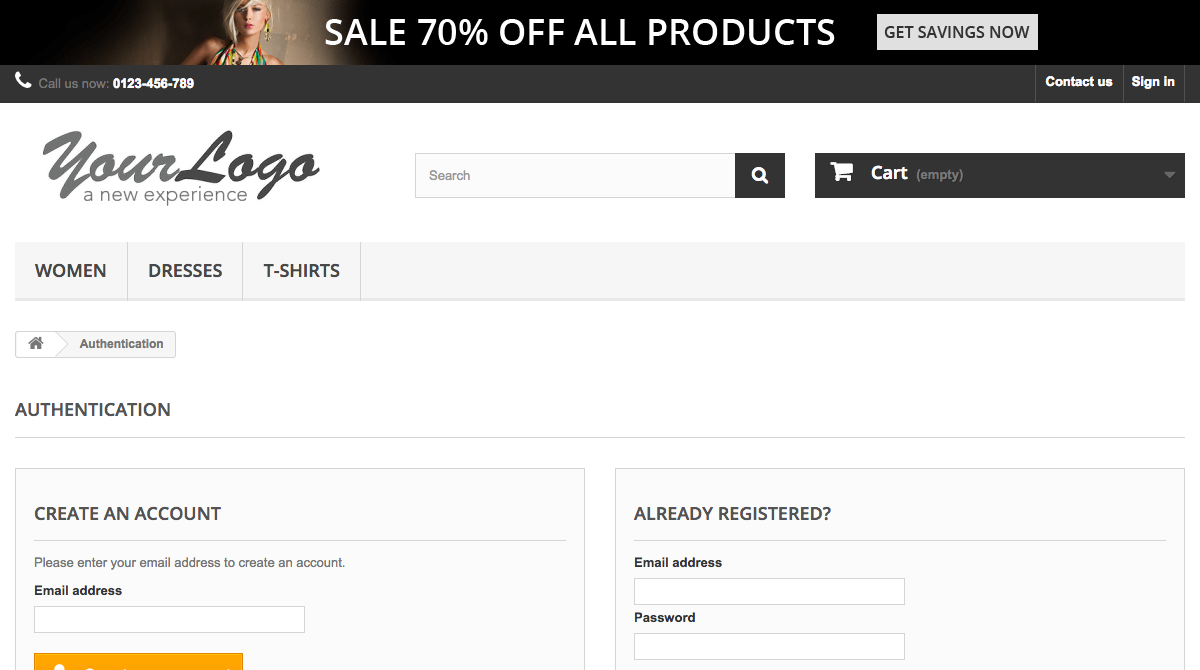 SALE 70% OFF ALL PRODUCTS
GET SAVINGS NOW
Call us now: 0123-456-789
Contact us
Sign in
Your Logo
a new experience
Search
Cart (empty)
WOMEN
DRESSES
T-SHIRTS
Authentication
AUTHENTICATION
CREATE AN ACCOUNT
Please enter your email address to create an account.
Email address
ALREADY REGISTERED?
Email address
Password